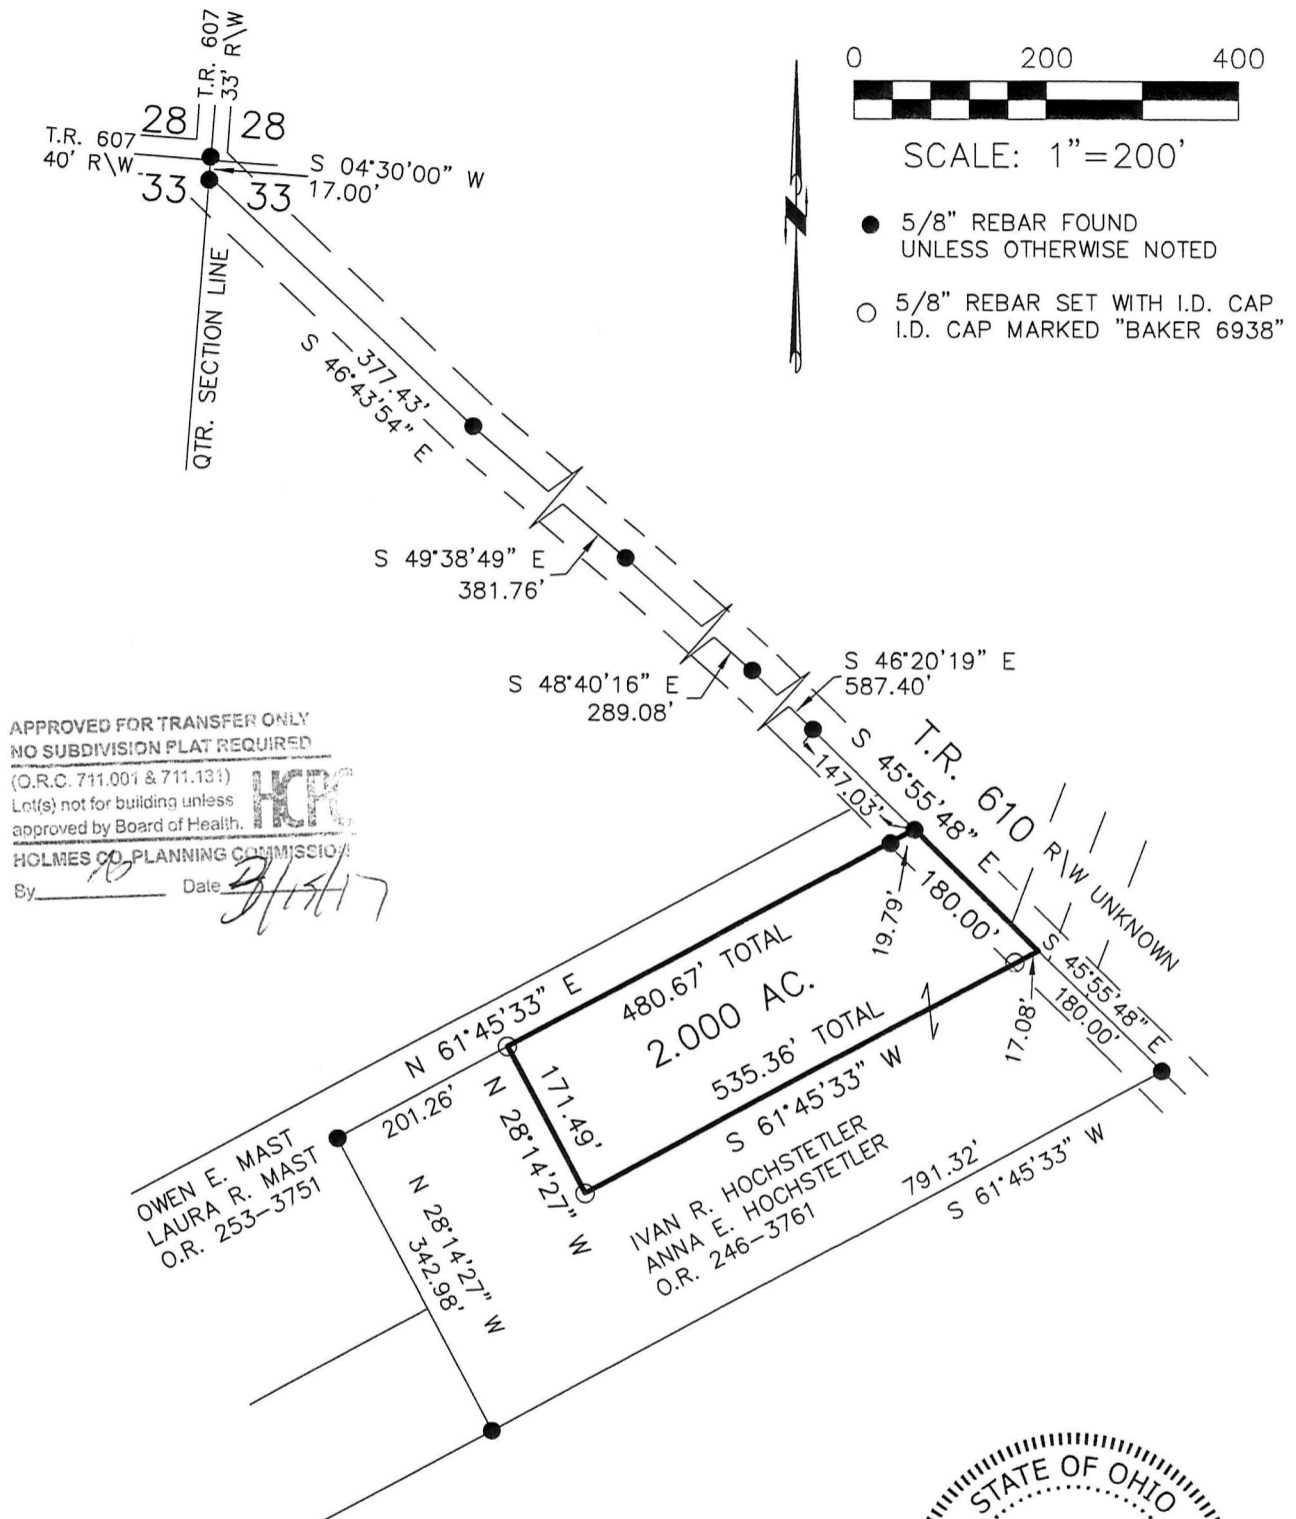 T.R. 607
33' R\W
28
28
T.R. 607
40' R\W
33
33
S 04°30'00" W
17.00'
QTR. SECTION LINE
377.43'
S 46°43'54" E
0 200 400
SCALE: 1"=200'
5/8" REBAR FOUND
UNLESS OTHERWISE NOTED
5/8" REBAR SET WITH I.D. CAP
I.D. CAP MARKED "BAKER 6938"
S 49°38'49" E
381.76'
S 48°40'16" E
289.08'
S 46°20'19" E
587.40'
APPROVED FOR TRANSFER ONLY
NO SUBDIVISION PLAT REQUIRED
(O.R.C. 711.001 & 711.131)
Lot(s) not for building unless
approved by Board of Health.
HCPC
HOLMES CO. PLANNING COMMISSION
By Date
147.03'
S 45°55'48" E
T.R. 610
R\W UNKNOWN
19.79'
180.00'
S 45°55'48" E
180.00'
17.08'
N 61°45'33" E
480.67' TOTAL
2.000 AC.
535.36' TOTAL
S 61°45'33" W
171.49'
N 28°14'27" W
201.26'
OWEN E. MAST
LAURA R. MAST
O.R. 253-3751
N 28°14'27" W
342.98'
IVAN R. HOCHSTETLER
ANNA E. HOCHSTETLER
O.R. 246-3761
791.32'
S 61°45'33" W
STATE OF OHIO